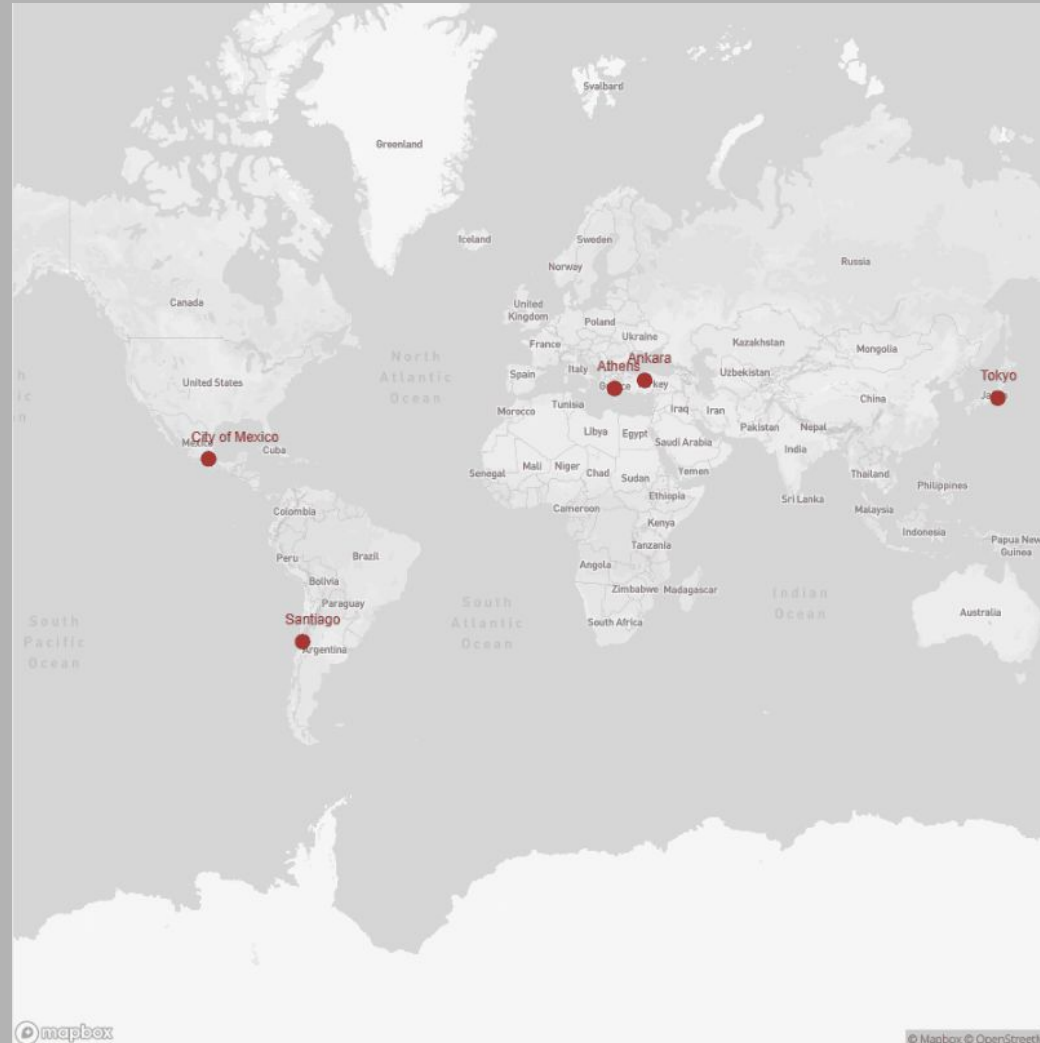 Svalbard
Greenland
Iceland
Sweden
Norway
Russia
Canada
United
Kingdom
Poland
Ukraine
France
Kazakhstan
Mongolia
North
Atlantic
Ocean
Italy
Athens
Ankara
Uzbekistan
Spain
United States
Tokyo
China
Morocco
Tunisia
Iraq
Iran
Pakistan
Nepal
Libya
Egypt
Saudi Arabia
India
City of Mexico
Mexico
Cuba
Senegal
Mali
Niger
Chad
Sudan
Yemen
Thailand
Philippines
Ethiopia
Sri Lanka
Colombia
Cameroon
Malaysia
Kenya
Indonesia
Papua New
Guinea
Tanzania
Peru
Brazil
Angola
Bolivia
Zimbabwe
Madagascar
Indian
Ocean
Paraguay
South
Atlantic
Ocean
Australia
Santiago
South Africa
South
Pacific
Ocean
Argentina
mapbox
© Mapbox © OpenStreetM